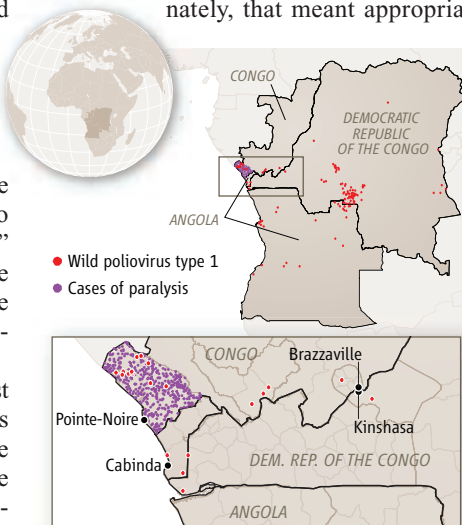 d
nately, that meant appropria
CONGO
DEMOCRATIC
REPUBLIC
OF THE CONGO
e
o
”
e
e
-
ANGOLA
Wild poliovirus type 1
Cases of paralysis
st
s
e
e
-
CONGO
Brazzaville
Pointe-Noire
Kinshasa
Cabinda
DEM. REP. OF THE CONGO
ANGOLA